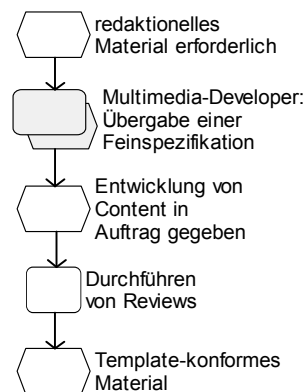 redaktionelles
Material erforderlich
Multimedia-Developer:
Übergabe einer
Feinspezifikation
Entwicklung von
Content in
Auftrag gegeben
Durchführen
von Reviews
Template-konformes
Material